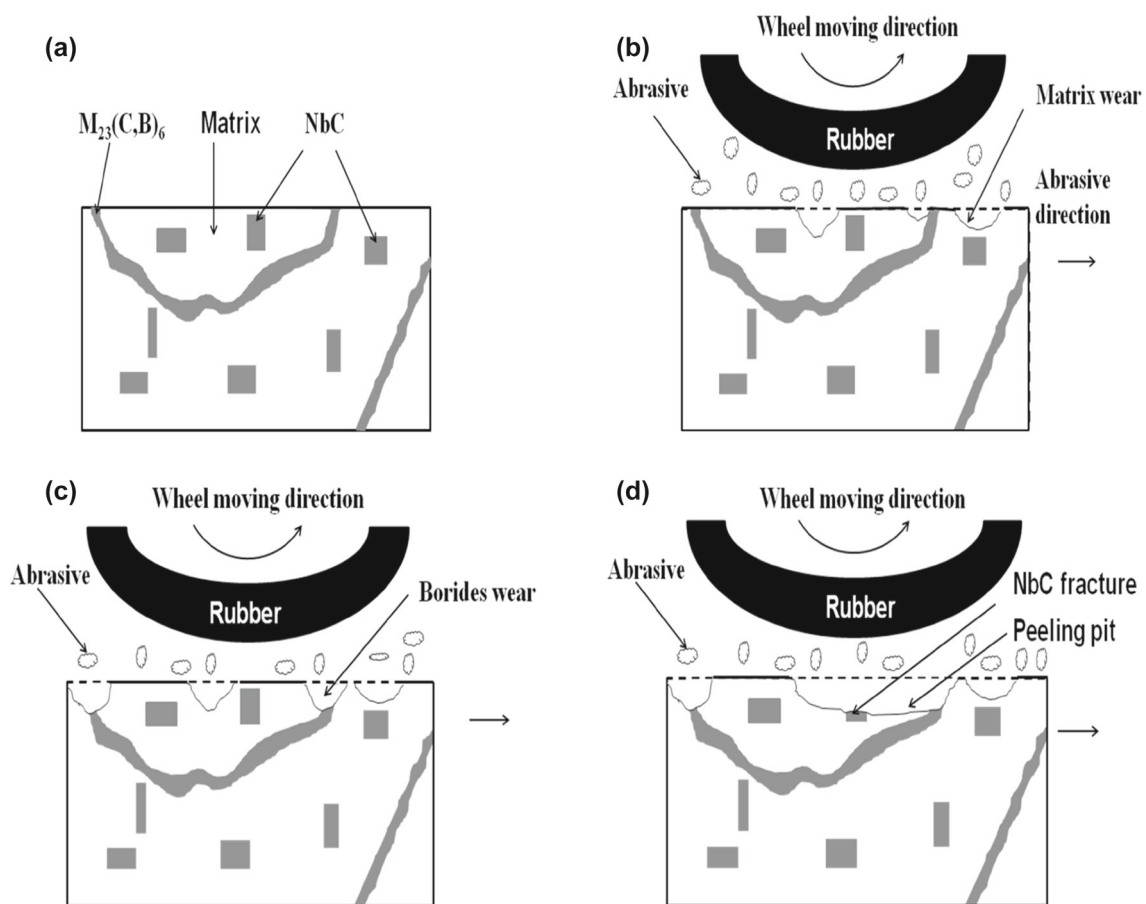 (a)
M₂₃(C,B)₆
Matrix
NbC
(b)
Wheel moving direction
Abrasive
Matrix wear
Rubber
Abrasive
direction
(c)
Wheel moving direction
Abrasive
Borides wear
Rubber
(d)
Wheel moving direction
Abrasive
NbC fracture
Rubber
Peeling pit